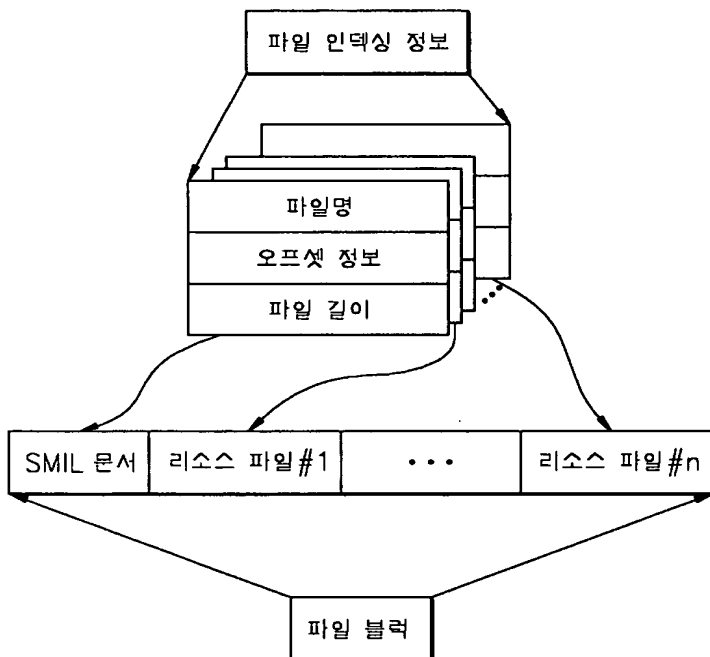 파일 인덱싱 정보
파일명
오프셋 정보
파일 길이
SMIL 문서
리소스 파일#1
리소스 파일#n
파일 블럭